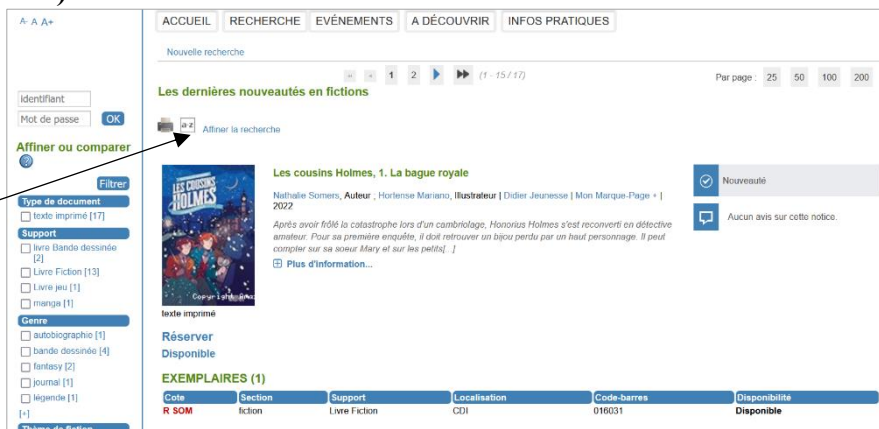 A- A A+
ACCUEIL RECHERCHE EVÉNEMENTS A DÉCOUVRIR INFOS PRATIQUES
Nouvelle recherche
1 2 (1 - 15 / 17) Par page : 25 50 100 200
Les dernières nouveautés en fictions
identifiant
Mot de passe OK
a-z Affiner la recherche
Affiner ou comparer
Filtrer
Type de document
texte imprimé [17]
Support
livre Bande dessinée [2]
Livre Fiction [13]
Livre jeu [1]
manga [1]
Genre
autobiographie [1]
bande dessinée [4]
fantasy [2]
journal [1]
légende [1]
[+]
Thème de fiction
LES COUSINS
HOLMES
texte imprimé
Les cousins Holmes, 1. La bague royale
Nathalie Somers, Auteur ; Hortense Mariano, Illustrateur | Didier Jeunesse | Mon Marque-Page + |
2022
Après avoir frôlé la catastrophe lors d'un cambriolage, Honorius Holmes s'est reconverti en détective
amateur. Pour sa première enquête, il doit retrouver un bijou perdu par un haut personnage. Il peut
compter sur sa soeur Mary et sur les petits[...]
Plus d'information...
Nouveauté
Aucun avis sur cette notice.
Réserver
Disponible
EXEMPLAIRES (1)
Cote Section Support Localisation Code-barres Disponibilité
R SOM fiction Livre Fiction CDI 016031 Disponible